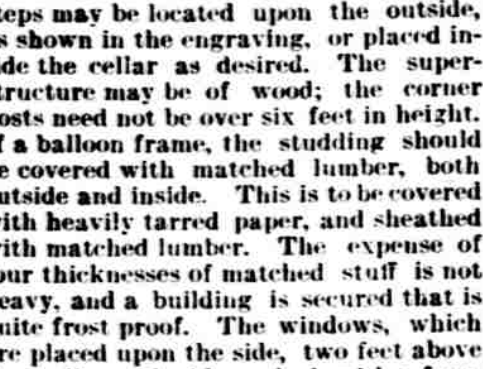 teps may be located upon the outside,
s shown in the engraving, or placed in-
ide the cellar as desired. The super-
tructure may be of wood; the corner
osts need not be over six feet in height.
f a balloon frame, the studding should
e covered with matched lumber, both
utside and inside. This is to be covered
ith heavily tarred paper, and sheathed
ith matched lumber. The expense of
our thicknesses of matched stuff is not
eavy, and a building is secured that is
uite frost proof. The windows, which
re placed upon the side, two feet above